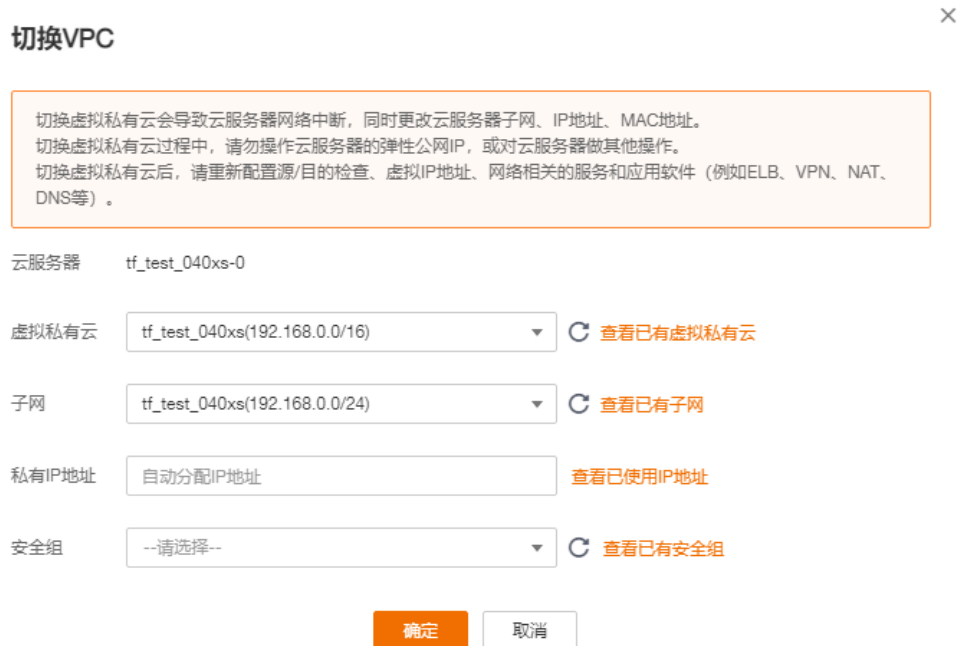 切换VPC
切换虚拟私有云会导致云服务器网络中断，同时更改云服务器子网、IP地址、MAC地址。
切换虚拟私有云过程中，请勿操作云服务器的弹性公网IP，或对云服务器做其他操作。
切换虚拟私有云后，请重新配置源/目的检查、虚拟IP地址、网络相关的服务和应用软件（例如ELB、VPN、NAT、
DNS等）。
云服务器 tf_test_040xs-0
虚拟私有云 tf_test_040xs(192.168.0.0/16) 查看已有虚拟私有云
子网 tf_test_040xs(192.168.0.0/24) 查看已有子网
私有IP地址 自动分配IP地址 查看已使用IP地址
安全组 --请选择-- 查看已有安全组
确定 取消